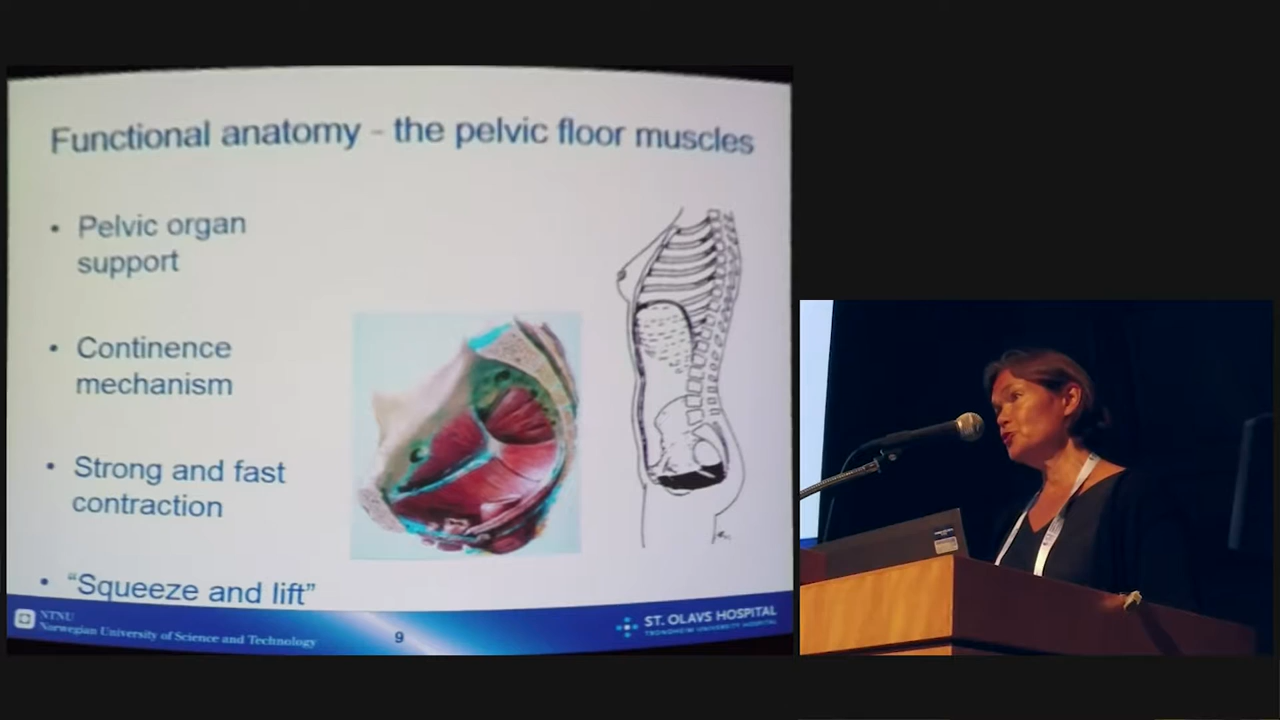 Functional anatomy - the pelvic floor muscles
• Pelvic organ
support
• Continence
mechanism
• Strong and fast
contraction
• “Squeeze and lift”
NTNU
Norwegian University of Science and Technology
9
ST. OLAVS HOSPITAL
TRONDHEIM UNIVERSITY HOSPITAL